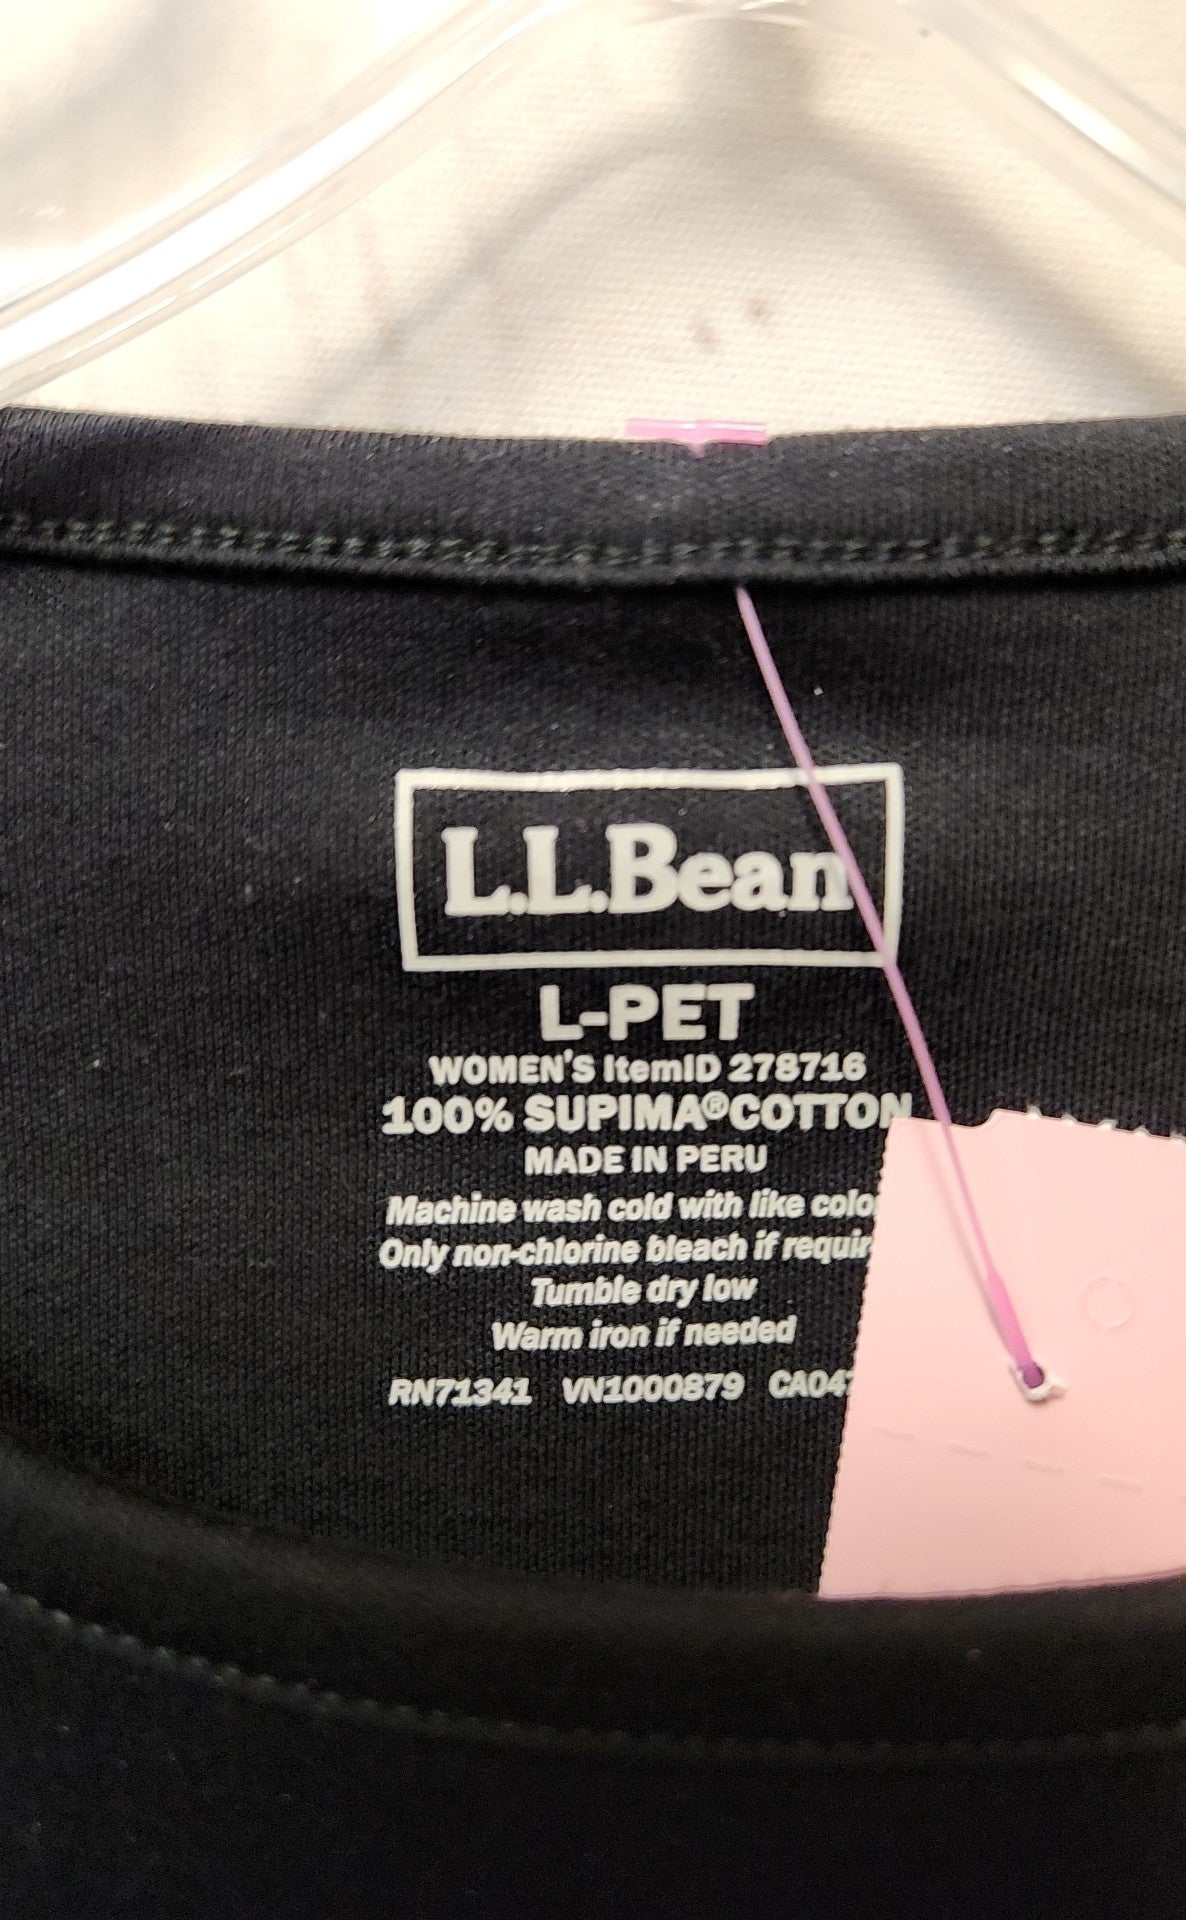 L.L.Bean
L-PET
WOMEN'S ItemID 278716
100% SUPIMA®COTTON
MADE IN PERU
Machine wash cold with like
Only non-chlorine bleach if
Tumble dry low
Warm iron if needed
RN71341 VN1000879